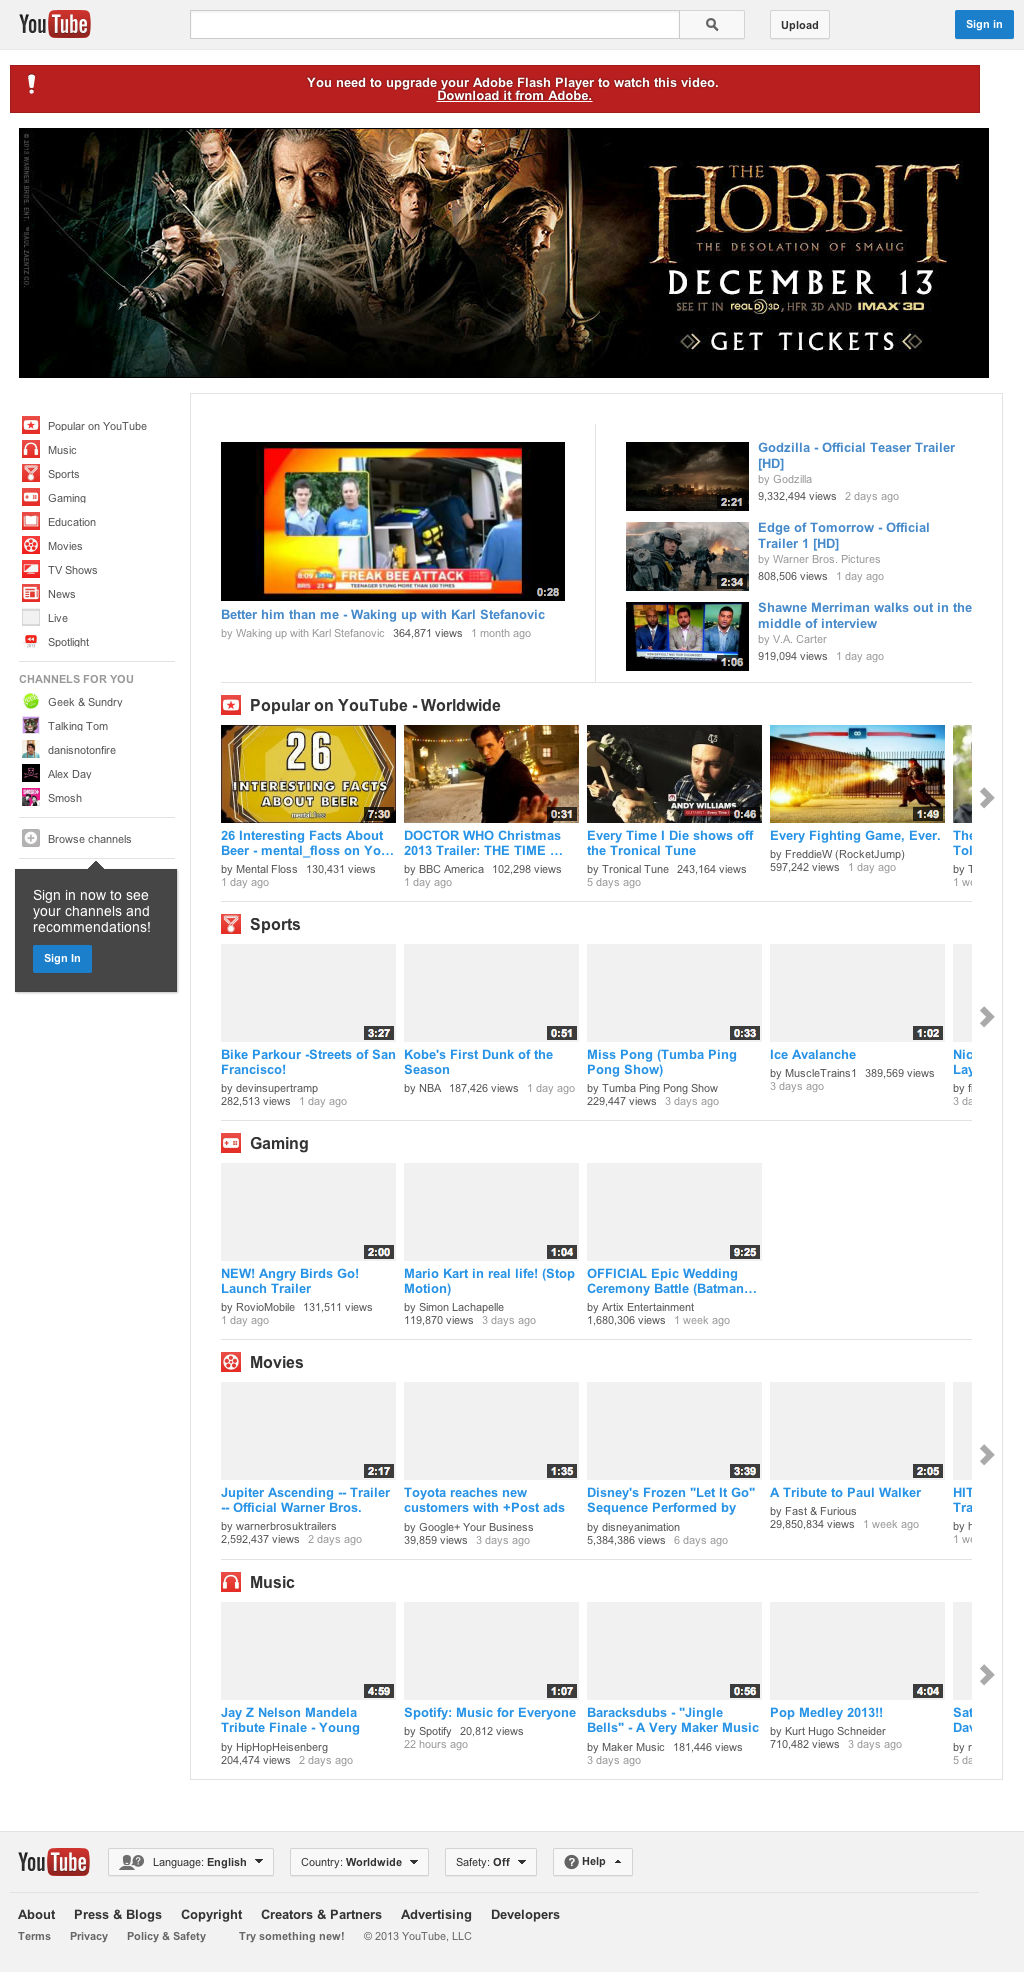 YouTube
Upload
Sign in
You need to upgrade your Adobe Flash Player to watch this video.
Download it from Adobe.
THE
HOBBIT
THE DESOLATION OF SMAUG
DECEMBER 13
SEE IT IN REALD 3D, HFR 3D AND IMAX 3D
GET TICKETS
Popular on YouTube
Music
Sports
Gaming
Education
Movies
TV Shows
News
Live
Spotlight
CHANNELS FOR YOU
Geek & Sundry
Talking Tom
danisnotonfire
Alex Day
Smosh
Browse channels
Sign in now to see
your channels and
recommendations!
Sign In
FREAK BEE ATTACK
TEENAGER STUNG MORE THAN 100 TIMES
0:28
Better him than me - Waking up with Karl Stefanovic
by Waking up with Karl Stefanovic 364,871 views 1 month ago
2:21
Godzilla - Official Teaser Trailer
[HD]
by Godzilla
9,332,494 views 2 days ago
2:34
Edge of Tomorrow - Official
Trailer 1 [HD]
by Warner Bros. Pictures
808,506 views 1 day ago
1:06
Shawne Merriman walks out in the
middle of interview
by V.A. Carter
919,094 views 1 day ago
Popular on YouTube - Worldwide
26
INTERESTING FACTS
ABOUT BEER
mental_floss
7:30
26 Interesting Facts About
Beer - mental_floss on Yo...
by Mental Floss 130,431 views
1 day ago
0:31
DOCTOR WHO Christmas
2013 Trailer: THE TIME ...
by BBC America 102,298 views
1 day ago
ANDY WILLIAMS
0:46
Every Time I Die shows off
the Tronical Tune
by Tronical Tune 243,164 views
5 days ago
1:49
Every Fighting Game, Ever.
by FreddieW (RocketJump)
597,242 views 1 day ago
The
Tol
by T
1 we
Sports
3:27
Bike Parkour -Streets of San
Francisco!
by devinsupertramp
282,513 views 1 day ago
0:51
Kobe's First Dunk of the
Season
by NBA 187,426 views 1 day ago
0:33
Miss Pong (Tumba Ping
Pong Show)
by Tumba Ping Pong Show
229,447 views 3 days ago
1:02
Ice Avalanche
by MuscleTrains1 389,569 views
3 days ago
Nic
Lay
by f
3 da
Gaming
2:00
NEW! Angry Birds Go!
Launch Trailer
by RovioMobile 131,511 views
1 day ago
1:04
Mario Kart in real life! (Stop
Motion)
by Simon Lachapelle
119,870 views 3 days ago
9:25
OFFICIAL Epic Wedding
Ceremony Battle (Batman...
by Artix Entertainment
1,680,306 views 1 week ago
Movies
2:17
Jupiter Ascending -- Trailer
-- Official Warner Bros.
by warnerbrosuktrailers
2,592,437 views 2 days ago
1:35
Toyota reaches new
customers with +Post ads
by Google+ Your Business
39,859 views 3 days ago
3:39
Disney's Frozen "Let It Go"
Sequence Performed by
by disneyanimation
5,384,386 views 6 days ago
2:05
A Tribute to Paul Walker
by Fast & Furious
29,850,834 views 1 week ago
HIT
Tra
by h
1 we
Music
4:59
Jay Z Nelson Mandela
Tribute Finale - Young
by HipHopHeisenberg
204,474 views 2 days ago
1:07
Spotify: Music for Everyone
by Spotify 20,812 views
22 hours ago
0:56
Baracksdubs - "Jingle
Bells" - A Very Maker Music
by Maker Music 181,446 views
3 days ago
4:04
Pop Medley 2013!!
by Kurt Hugo Schneider
710,482 views 3 days ago
Sat
Dav
by r
5 da
YouTube
Language: English
Country: Worldwide
Safety: Off
Help
About Press & Blogs Copyright Creators & Partners Advertising Developers
Terms Privacy Policy & Safety Try something new! © 2013 YouTube, LLC